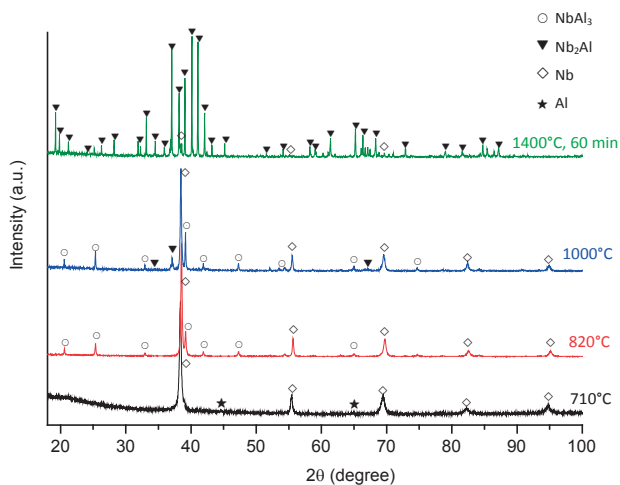 NbAl₃
Nb₂Al
Nb
Al
1400°C, 60 min
1000°C
820°C
710°C
Intensity (a.u.)
20 30 40 50 60 70 80 90 100
2θ (degree)